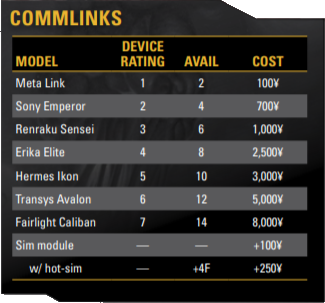 COMMLINKS
DEVICE
MODEL RATING AVAIL COST
Meta Link 1 2 100¥
Sony Emperor 2 4 700¥
Renraku Sensei 3 6 1,000¥
Erika Elite 4 8 2,500¥
Hermes Ikon 5 10 3,000¥
Transys Avalon 6 12 5,000¥
Fairlight Caliban 7 14 8,000¥
Sim module — — +100¥
w/ hot-sim — +4F +250¥